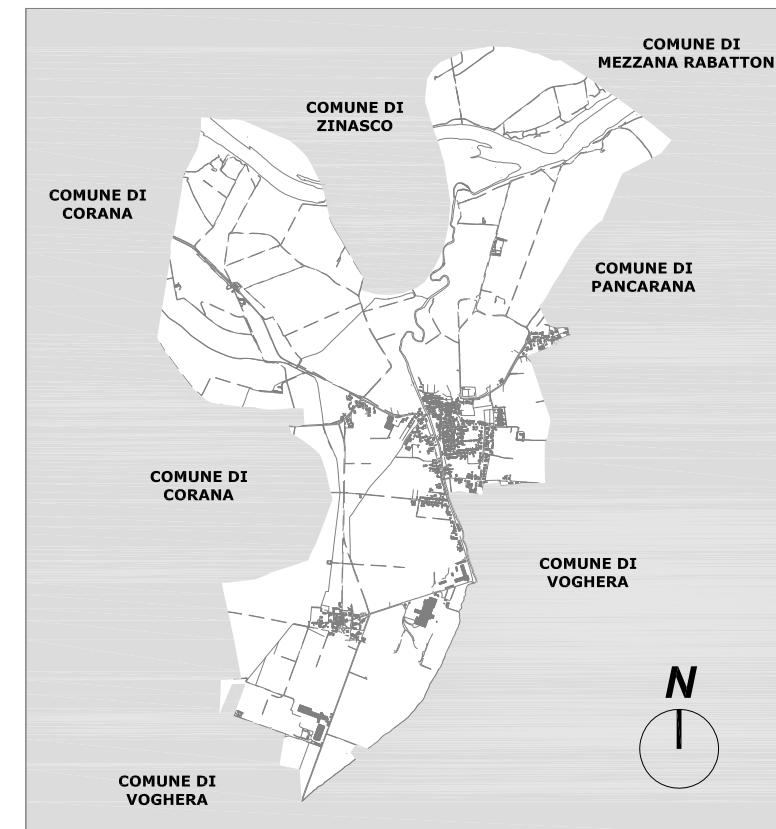 COMUNE DI
MEZZANA RABATTON
COMUNE DI
ZINASCO
COMUNE DI
CORANA
COMUNE DI
PANCARANA
COMUNE DI
CORANA
COMUNE DI
VOGHERA
N
COMUNE DI
VOGHERA